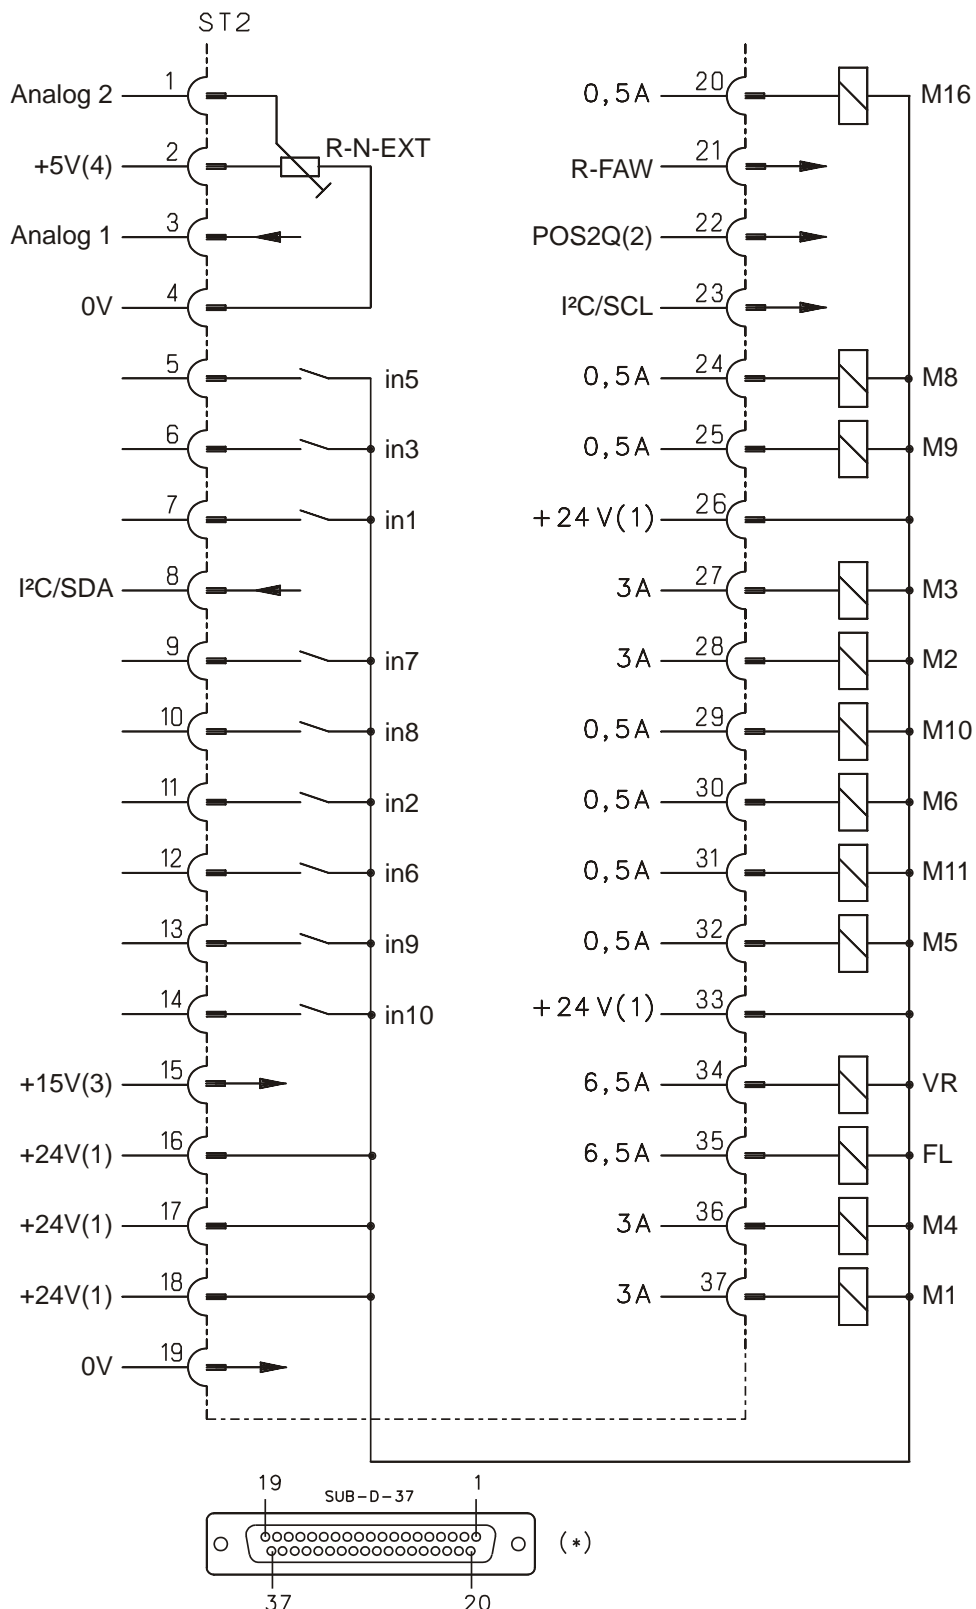 ST2
Analog 2 1
+5V(4) 2 R-N-EXT
Analog 1 3
0V 4
5 in5
6 in3
7 in1
I²C/SDA 8
9 in7
10 in8
11 in2
12 in6
13 in9
14 in10
+15V(3) 15
+24V(1) 16
+24V(1) 17
+24V(1) 18
0V 19
0,5A 20 M16
R-FAW 21
POS2Q(2) 22
I²C/SCL 23
0,5A 24 M8
0,5A 25 M9
+24V(1) 26
3A 27 M3
3A 28 M2
0,5A 29 M10
0,5A 30 M6
0,5A 31 M11
0,5A 32 M5
+24V(1) 33
6,5A 34 VR
6,5A 35 FL
3A 36 M4
3A 37 M1
19 SUB-D-37 1
(*)
37 20